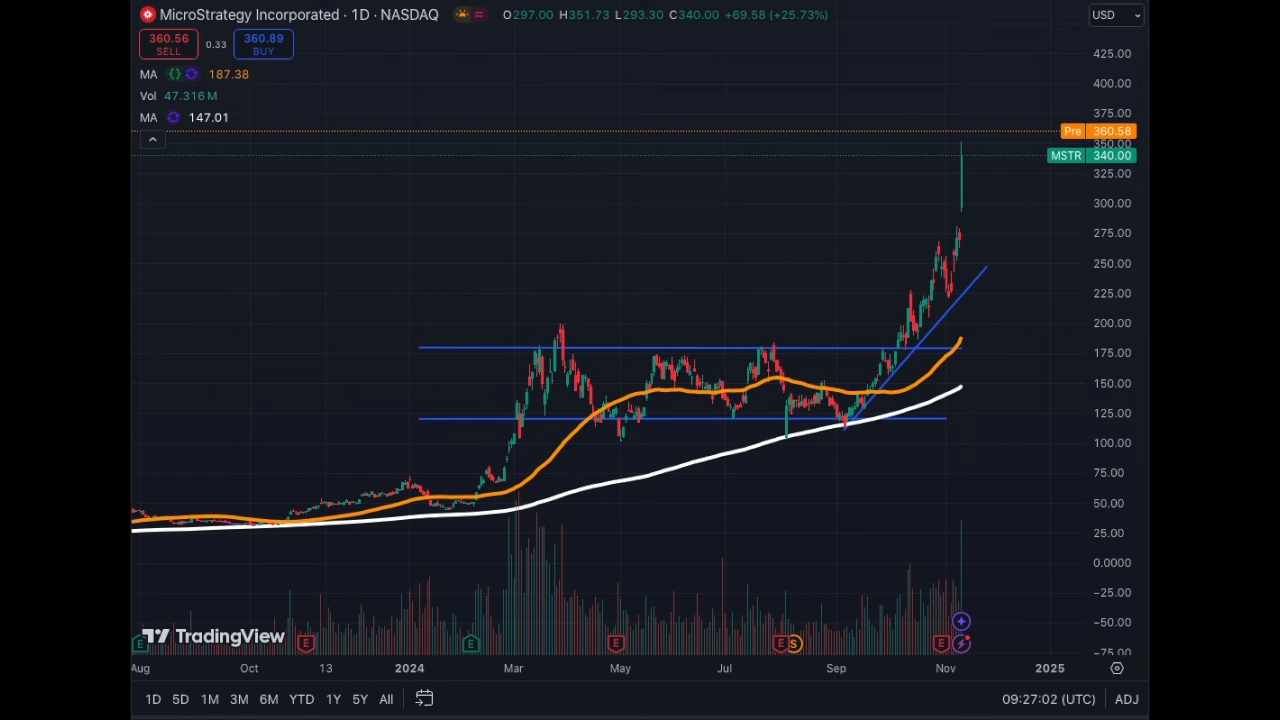 MicroStrategy Incorporated · 1D · NASDAQ O297.00 H351.73 L293.30 C340.00 +69.58 (+25.73%) USD
360.56 0.33 360.89
SELL BUY
MA 187.38
Vol 47.316 M
MA 147.01
425.00
400.00
375.00
Pre 360.58
350.00
MSTR 340.00
325.00
300.00
275.00
250.00
225.00
200.00
175.00
150.00
125.00
100.00
75.00
50.00
25.00
0.0000
−25.00
−50.00
−75.00
TradingView
E E E E E S E
Aug Oct 13 2024 Mar May Jul Sep Nov 2025
1D 5D 1M 3M 6M YTD 1Y 5Y All 09:27:02 (UTC) ADJ